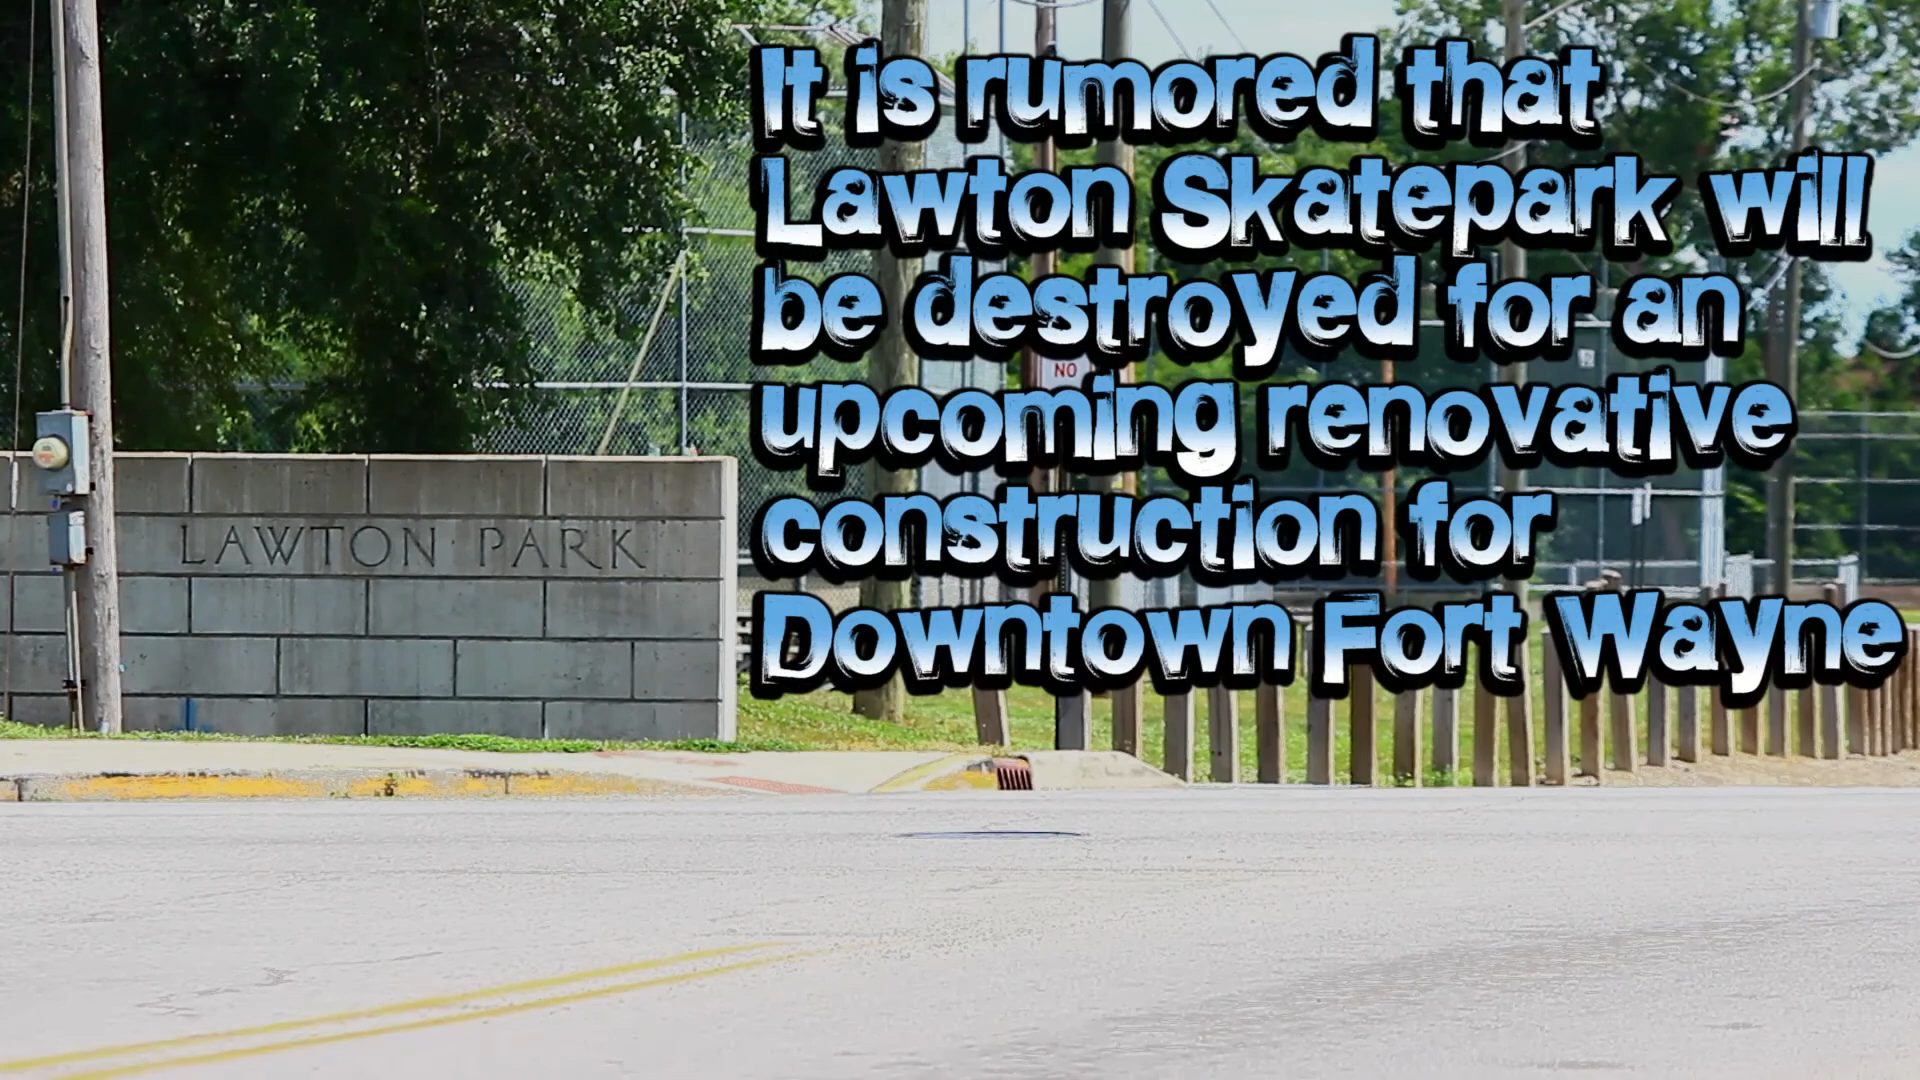 It is rumored that
Lawton Skatepark will
be destroyed for an
upcoming renovative
construction for
Downtown Fort Wayne
NO
LAWTON PARK